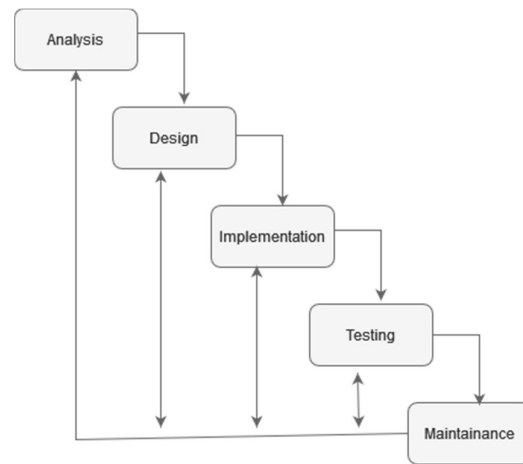 Analysis
Design
Implementation
Testing
Maintainance